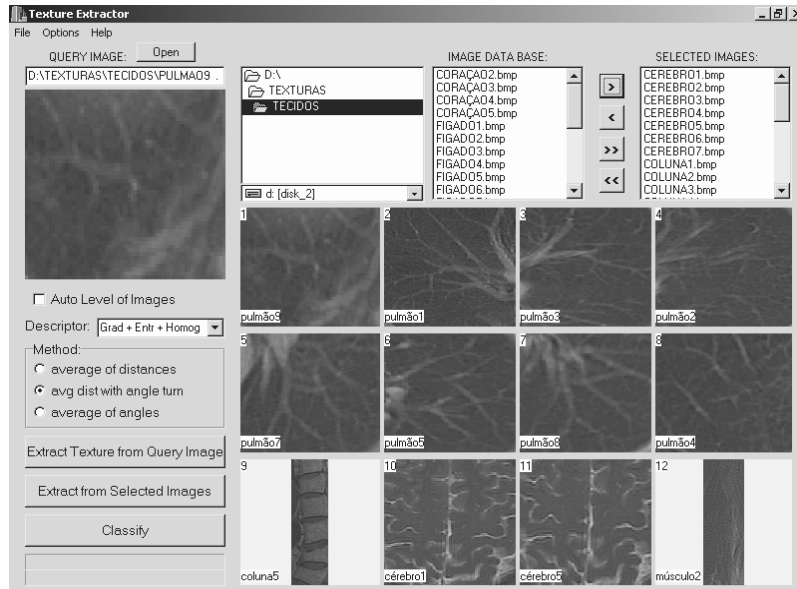 Texture Extractor
File Options Help
QUERY IMAGE: Open
D:\TEXTURAS\TECIDOS\PULMAO9 .
Auto Level of Images
Descriptor: Grad + Entr + Homog
Method:
average of distances
avg dist with angle turn
average of angles
Extract Texture from Query Image
Extract from Selected Images
Classify
D:\
TEXTURAS
TECIDOS
d: [disk_2]
IMAGE DATA BASE:
CORAÇAO2.bmp
CORAÇAO3.bmp
CORAÇAO4.bmp
CORAÇAO5.bmp
FIGADO1.bmp
FIGADO2.bmp
FIGADO3.bmp
FIGADO4.bmp
FIGADO5.bmp
FIGADO6.bmp
>
<
>>
<<
SELECTED IMAGES:
CEREBRO1.bmp
CEREBRO2.bmp
CEREBRO3.bmp
CEREBRO4.bmp
CEREBRO5.bmp
CEREBRO6.bmp
CEREBRO7.bmp
COLUNA1.bmp
COLUNA2.bmp
COLUNA3.bmp
1
pulmão9
2
pulmão1
3
pulmão3
4
pulmão2
5
pulmão7
6
pulmão5
7
pulmão8
8
pulmão4
9
coluna5
10
cérebro1
11
cérebro5
12
músculo2